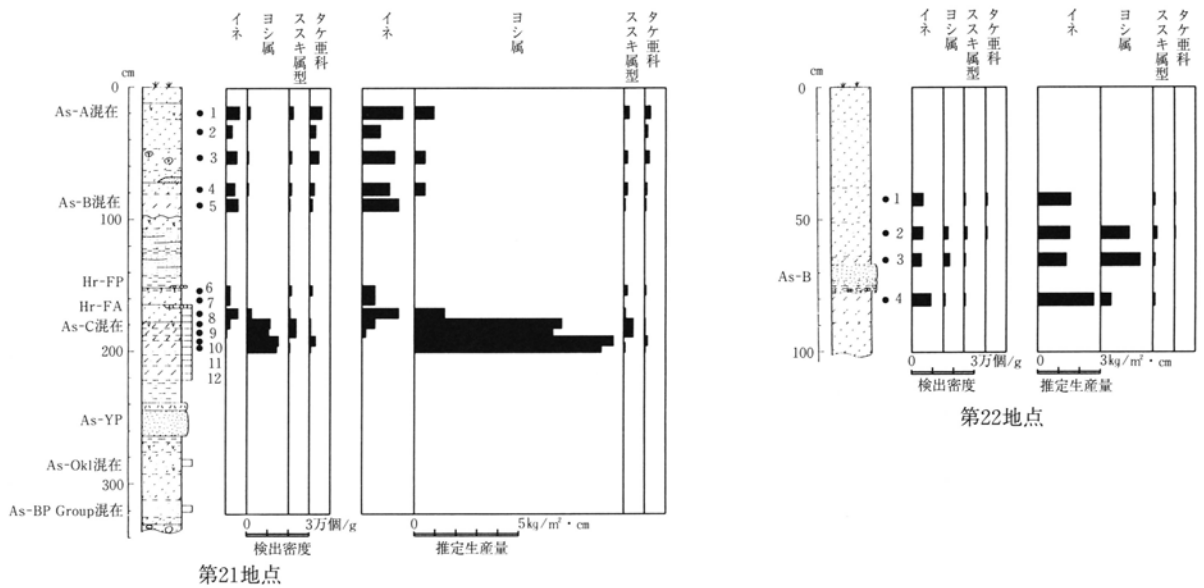 イネ
ヨシ属
ススキ属型
タケ亜科
イネ
ヨシ属
ススキ属型
タケ亜科
cm
0
As-A混在
1
2
3
4
As-B混在
5
100
Hr-FP
6
7
Hr-FA
8
As-C混在
9
200
10
11
12
As-YP
As-Okl混在
300
As-BP Group混在
0
3万個/g
検出密度
0
5kg/m²・cm
推定生産量
第21地点
イネ
ヨシ属
ススキ属型
タケ亜科
イネ
ヨシ属
ススキ属型
タケ亜科
cm
0
1
50
2
3
As-B
4
100
0
3万個/g
検出密度
0
3kg/m²・cm
推定生産量
第22地点